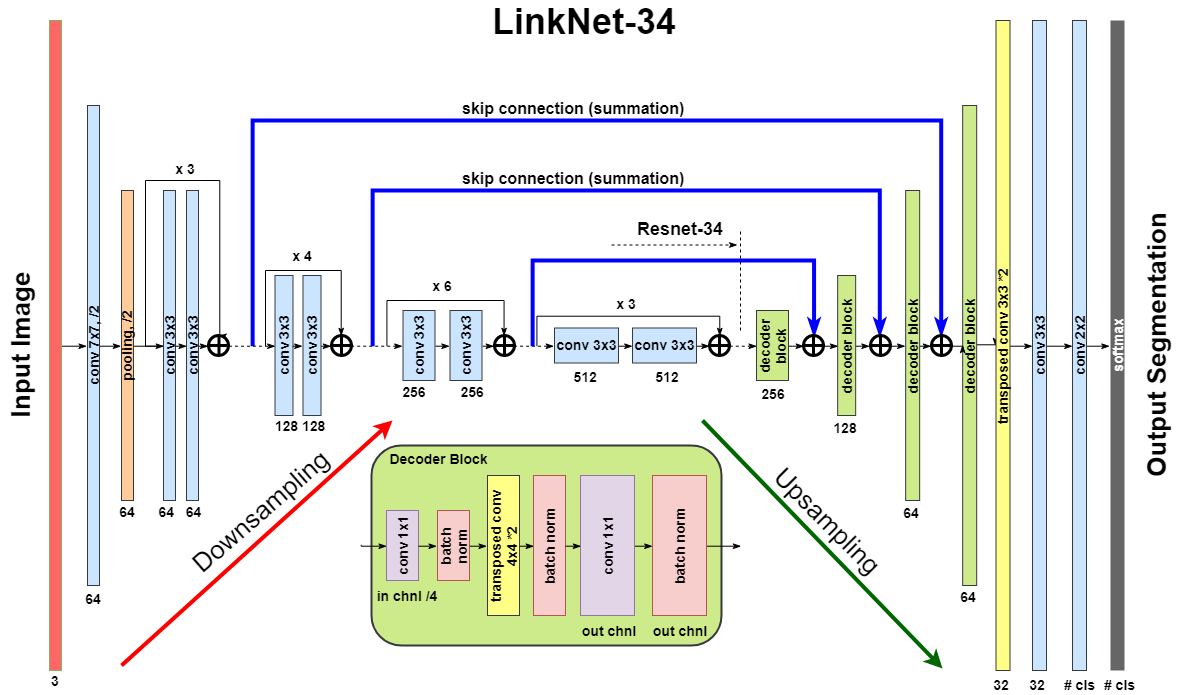 LinkNet-34
skip connection (summation)
skip connection (summation)
Resnet-34
x 3
x 4
x 6
x 3
Input Image
3
conv 7x7, /2
64
pooling, /2
64
conv 3x3
64
conv 3x3
64
conv 3x3
128
conv 3x3
128
conv 3x3
256
conv 3x3
256
conv 3x3
512
conv 3x3
512
decoder
block
256
decoder block
128
decoder block
64
decoder block
64
transposed conv 3x3 *2
32
conv 3x3
32
conv 2x2
# cls
softmax
# cls
Output Segmentation
Downsampling
Upsampling
Decoder Block
conv 1x1
in chnl /4
batch
norm
transposed conv
4x4 *2
batch norm
conv 1x1
out chnl
batch norm
out chnl